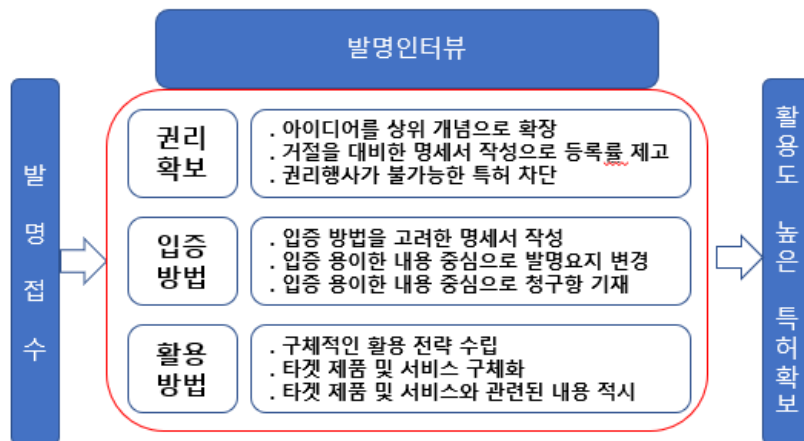 발명인터뷰
발명접수
권리
확보
. 아이디어를 상위 개념으로 확장
. 거절을 대비한 명세서 작성으로 등록률 제고
. 권리행사가 불가능한 특허 차단
입증
방법
. 입증 방법을 고려한 명세서 작성
. 입증 용이한 내용 중심으로 발명요지 변경
. 입증 용이한 내용 중심으로 청구항 기재
활용
방법
. 구체적인 활용 전략 수립
. 타겟 제품 및 서비스 구체화
. 타겟 제품 및 서비스와 관련된 내용 적시
활용도 높은 특허확보